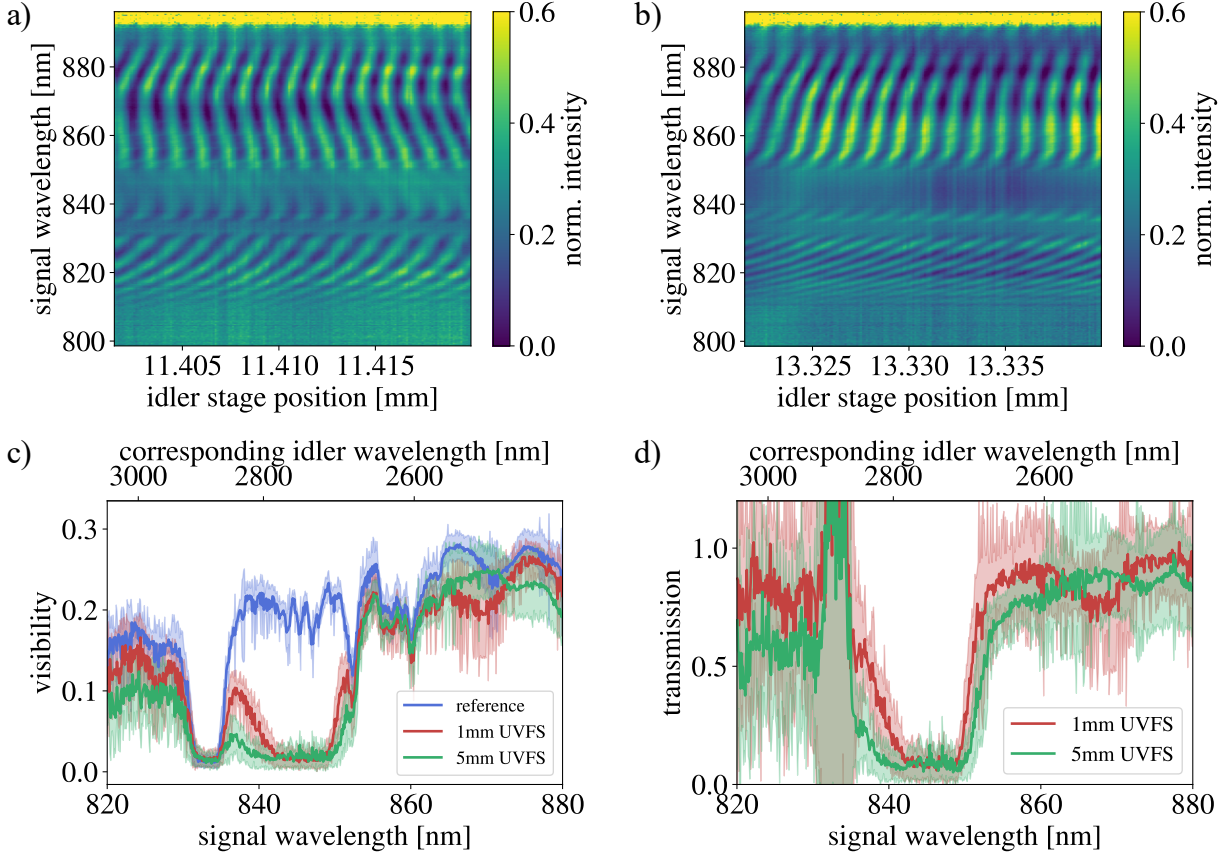 a)
0.6
0.4
0.2
0.0
norm. intensity
880
860
840
820
800
signal wavelength [nm]
11.405
11.410
11.415
idler stage position [mm]
b)
0.6
0.4
0.2
0.0
norm. intensity
880
860
840
820
800
signal wavelength [nm]
13.325
13.330
13.335
idler stage position [mm]
c)
corresponding idler wavelength [nm]
3000
2800
2600
0.3
0.2
0.1
0.0
visibility
reference
1mm UVFS
5mm UVFS
820
840
860
880
signal wavelength [nm]
d)
corresponding idler wavelength [nm]
3000
2800
2600
1.0
0.5
0.0
transmission
1mm UVFS
5mm UVFS
820
840
860
880
signal wavelength [nm]